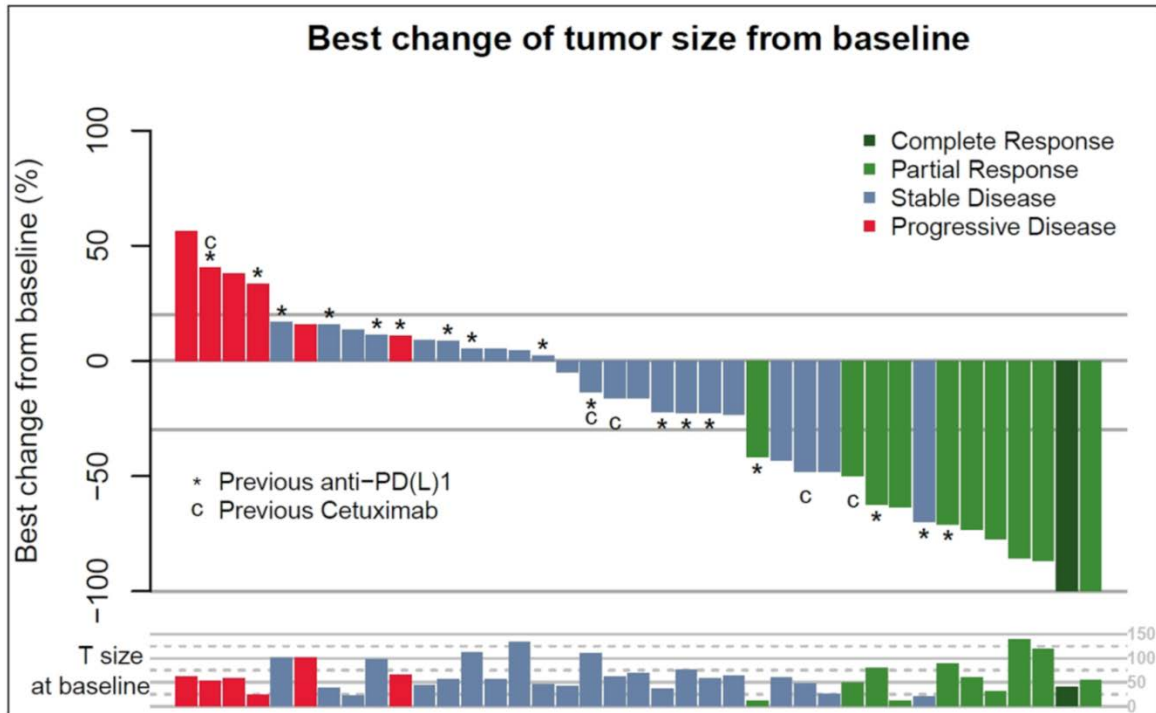 Best change of tumor size from baseline
Best change from baseline (%)
100
50
0
−50
−100
Complete Response
Partial Response
Stable Disease
Progressive Disease
c
* * * * * * * * *
* * * * * * * *
c c c c
* Previous anti−PD(L)1
c Previous Cetuximab
T size
at baseline
150
100
50
0